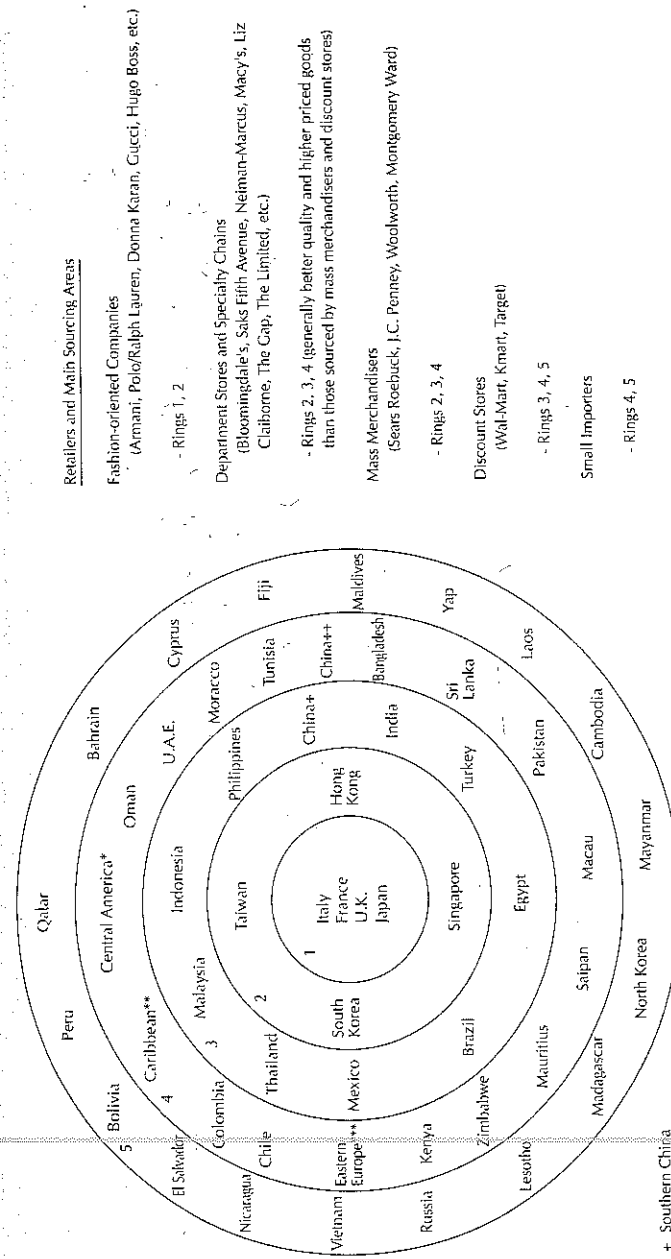 Retailers and Main Sourcing Areas
Fashion-oriented Companies
(Armani, Polo/Ralph Lauren, Donna Karan, Gucci, Hugo Boss, etc.)
- Rings 1, 2
Department Stores and Specialty Chains
(Bloomingdale's, Saks Fifth Avenue, Neiman-Marcus, Macy's, Liz
Claiborne, The Gap, The Limited, etc.)
- Rings 2, 3, 4 (generally better quality and higher priced goods
than those sourced by mass merchandisers and discount stores)
Mass Merchandisers
(Sears Roebuck, J.C. Penney, Woolworth, Montgomery Ward)
- Rings 2, 3, 4
Discount Stores
(Wal-Mart, Kmart, Target)
- Rings 3, 4, 5
Small Importers
- Rings 4, 5
1
Italy
France
U.K.
Japan
2
Taiwan
Hong
Kong
Singapore
South
Korea
3
Malaysia
Indonesia
Philippines
China+
India
Turkey
Egypt
Brazil
Mexico
Thailand
4
Caribbean**
Central America*
Oman
U.A.E.
Morocco
Tunisia
China++
Bangladesh
Sri
Lanka
Pakistan
Macau
Saipan
Mauritius
Zimbabwe
Kenya
Eastern
Europe***
Chile
Colombia
5
Bolivia
Peru
Qatar
Bahrain
Cyprus
Fiji
Maldives
Yap
Laos
Cambodia
Mayanmar
North Korea
Madagascar
Lesotho
Russia
Vietnam
Nicaragua
El Salvador
+ Southern China